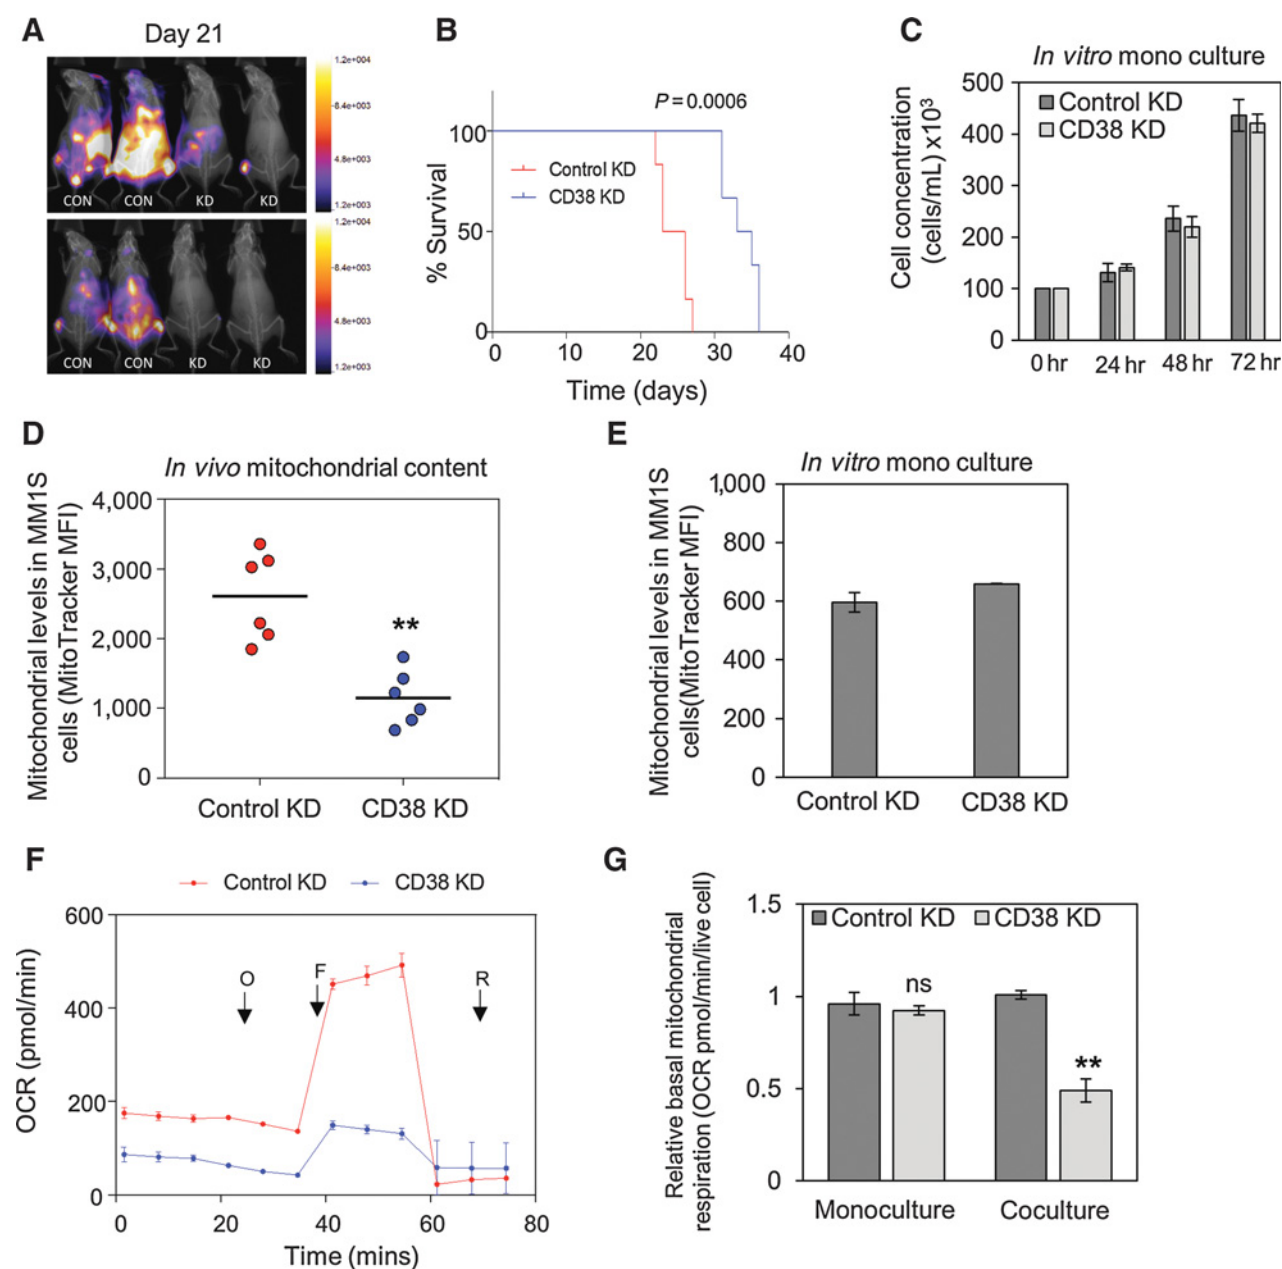 A
Day 21
1.2e+004
8.4e+003
4.8e+003
1.2e+003
CON CON KD KD
1.2e+004
8.4e+003
4.8e+003
1.2e+003
CON CON KD KD
B
P = 0.0006
% Survival
100
50
0
Control KD
CD38 KD
0 10 20 30 40
Time (days)
C
In vitro mono culture
Cell concentration
(cells/mL) x10³
500
400
300
200
100
0
Control KD
CD38 KD
0 hr 24 hr 48 hr 72 hr
D
In vivo mitochondrial content
Mitochondrial levels in MM1S
cells (MitoTracker MFI)
4,000
3,000
2,000
1,000
0
**
Control KD CD38 KD
E
In vitro mono culture
Mitochondrial levels in MM1S
cells(MitoTracker MFI)
1,000
800
600
400
200
0
Control KD CD38 KD
F
Control KD CD38 KD
OCR (pmol/min)
600
400
200
0
O F R
0 20 40 60 80
Time (mins)
G
Relative basal mitochondrial
respiration (OCR pmol/min/live cell)
1.5
1
0.5
0
Control KD CD38 KD
ns
**
Monoculture Coculture